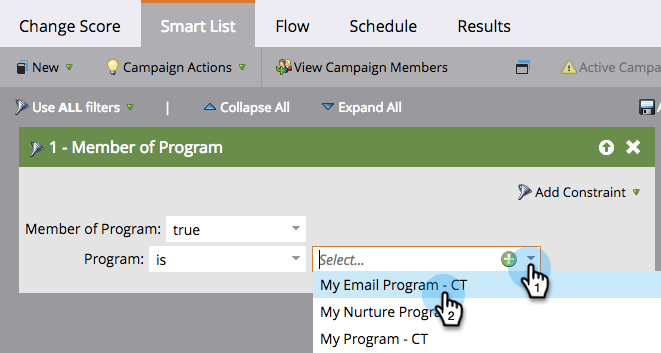 Change Score Smart List Flow Schedule Results
New Campaign Actions View Campaign Members Active Campa
Use ALL filters | Collapse All Expand All A
1 - Member of Program
Add Constraint
Member of Program: true
Program: is Select...
1
My Email Program - CT
2
My Nurture Progra
My Program - CT